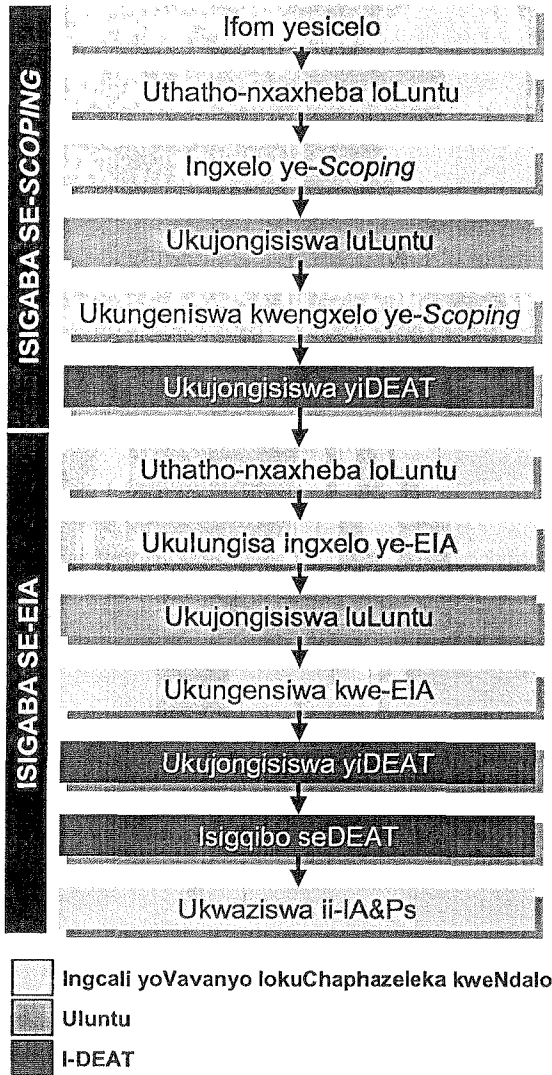 ISIGABA SE-SCOPING
Ifom yesicelo
Uthatho-nxaxheba loLuntu
Ingxelo ye-Scoping
Ukujongisiswa luLuntu
Ukungeniswa kwengxelo ye-Scoping
Ukujongisiswa yiDEAT
ISIGABA SE-EIA
Uthatho-nxaxheba loLuntu
Ukulungisa ingxelo ye-EIA
Ukujongisiswa luLuntu
Ukungensiwa kwe-EIA
Ukujongisiswa yiDEAT
Isigqibo seDEAT
Ukwaziswa ii-IA&Ps
Ingcali yoVavanyo lokuChaphazeleka kweNdalo
Uluntu
I-DEAT